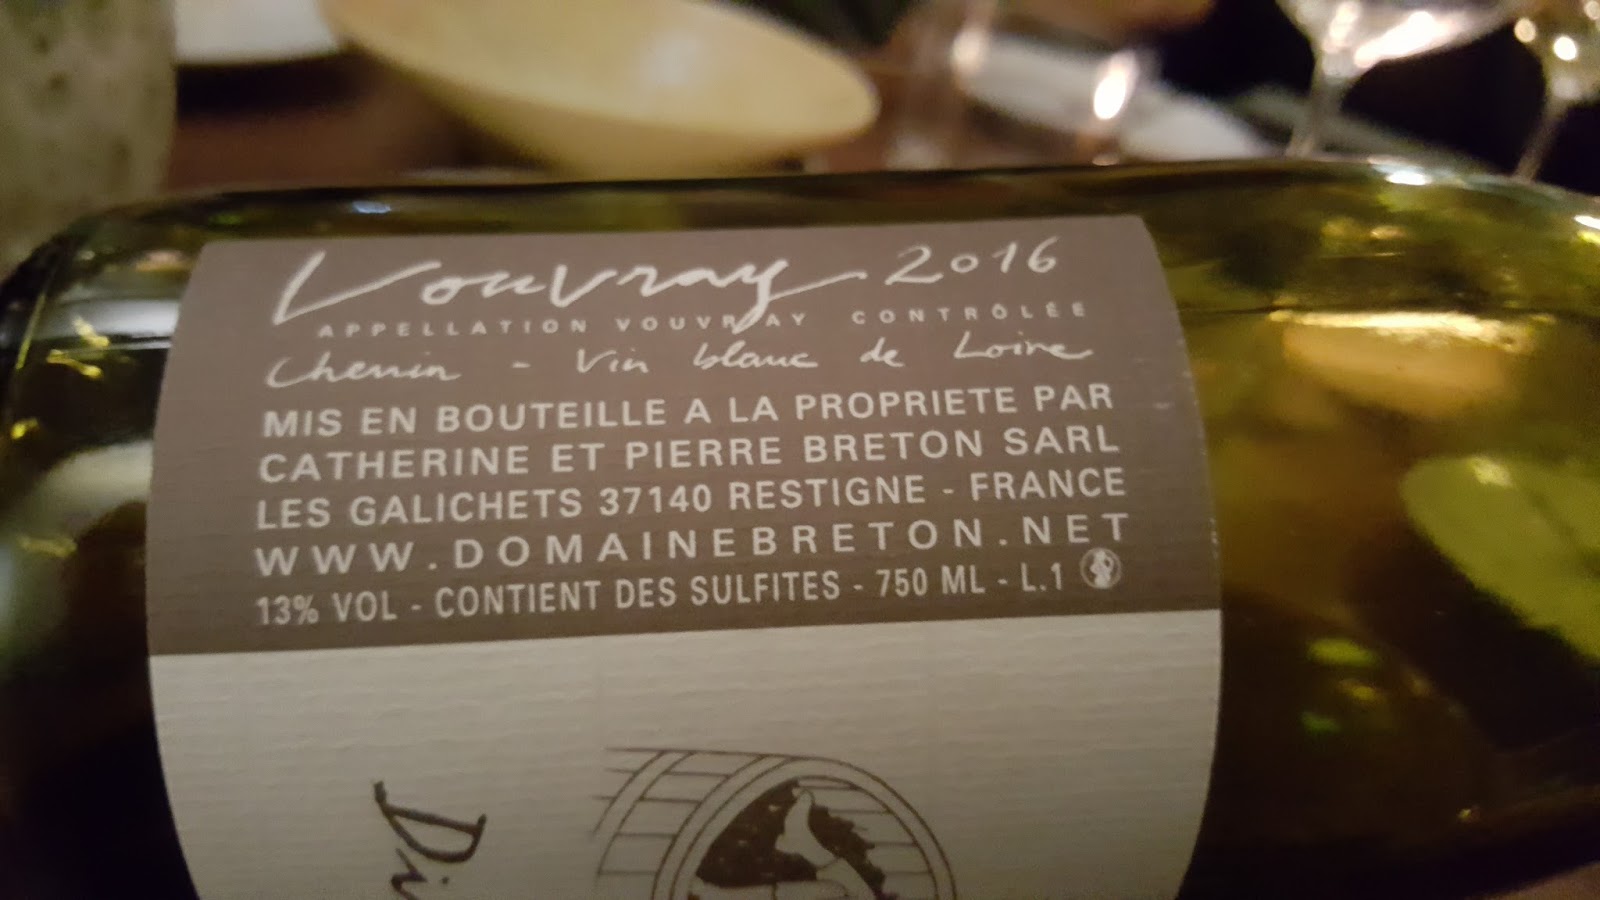 Vouvray 2016
APPELLATION VOUVRAY CONTRÔLÉE
Chenin - Vin blanc de Loire
MIS EN BOUTEILLE A LA PROPRIETE PAR
CATHERINE ET PIERRE BRETON SARL
LES GALICHETS 37140 RESTIGNE - FRANCE
WWW.DOMAINEBRETON.NET
13% VOL - CONTIENT DES SULFITES - 750 ML - L.1